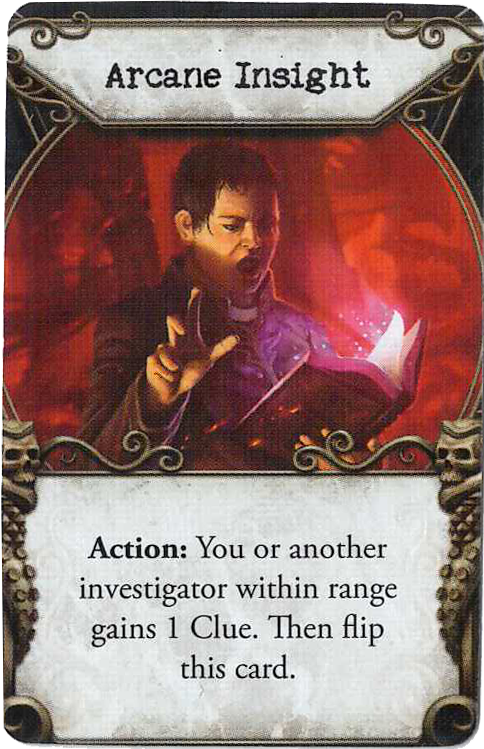 Arcane Insight
Action: You or another
investigator within range
gains 1 Clue. Then flip
this card.